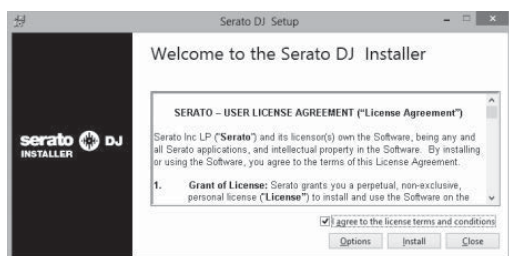 Serato DJ Setup
Welcome to the Serato DJ Installer
serato DJ
INSTALLER
SERATO – USER LICENSE AGREEMENT ("License Agreement")
Serato Inc LP ("Serato") and its licensor(s) own the Software, being any and
all Serato applications, and intellectual property in the Software. By installing
or using the Software, you agree to the terms of this License Agreement.
1. Grant of License: Serato grants you a perpetual, non-exclusive,
personal license ("License") to install and use the Software on the
I agree to the license terms and conditions
Options Install Close